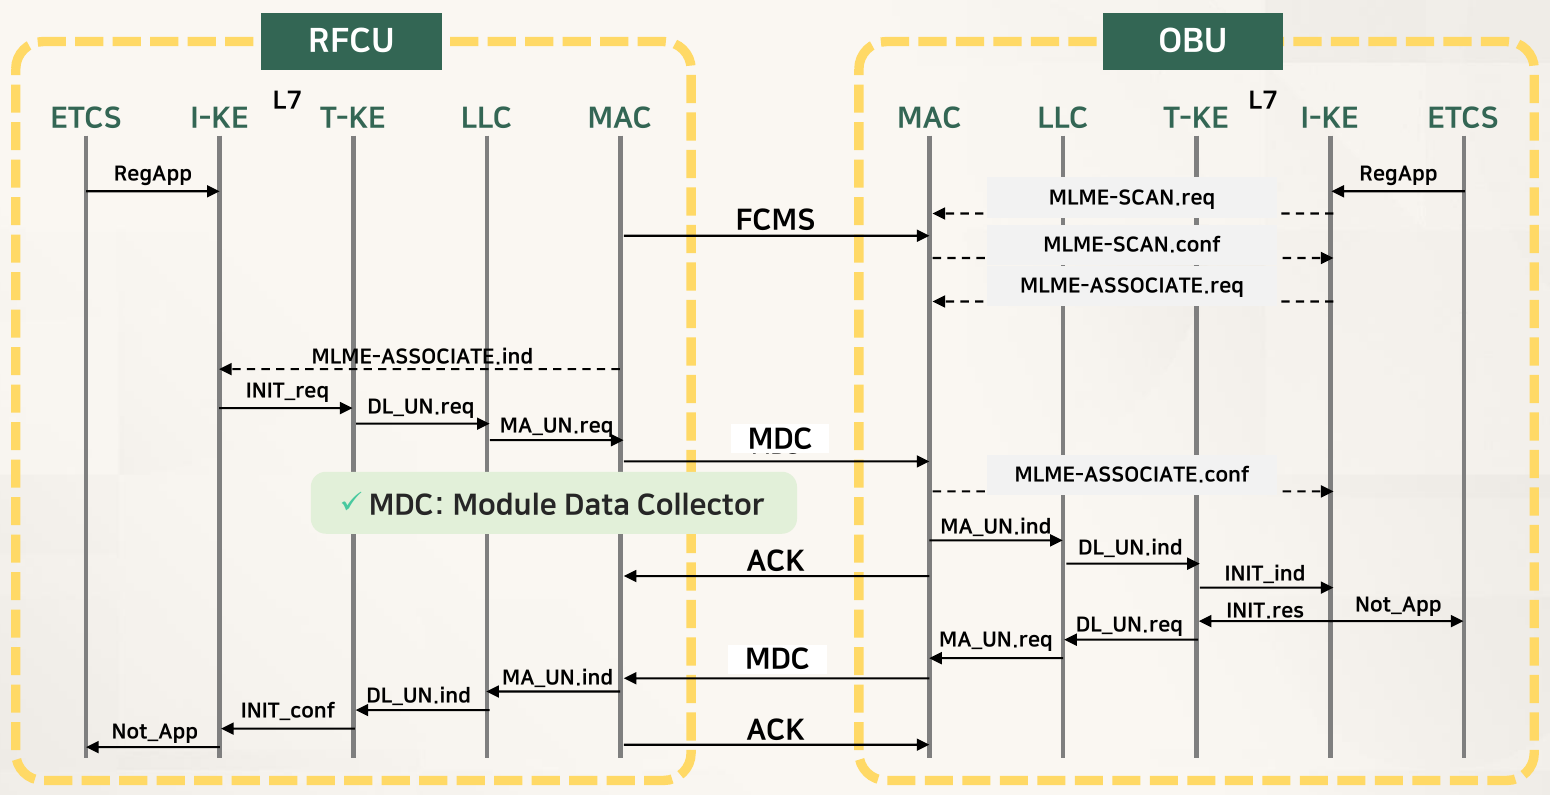 RFCU
OBU
L7
L7
ETCS
I-KE
T-KE
LLC
MAC
MAC
LLC
T-KE
I-KE
ETCS
RegApp
RegApp
MLME-SCAN.req
FCMS
MLME-SCAN.conf
MLME-ASSOCIATE.req
MLME-ASSOCIATE.ind
INIT_req
DL_UN.req
MA_UN.req
MDC
MLME-ASSOCIATE.conf
✓ MDC: Module Data Collector
MA_UN.ind
DL_UN.ind
ACK
INIT_ind
INIT.res
Not_App
DL_UN.req
MA_UN.req
MDC
MA_UN.ind
DL_UN.ind
INIT_conf
ACK
Not_App